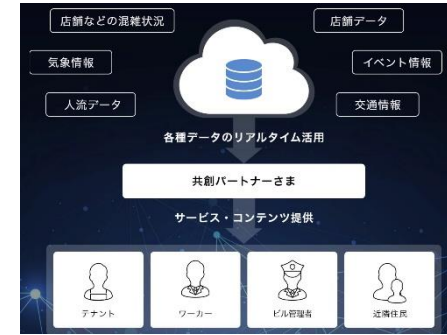 店舗などの混雑状況
店舗データ
気象情報
イベント情報
人流データ
交通情報
各種データのリアルタイム活用
共創パートナーさま
サービス・コンテンツ提供
テナント
ワーカー
ビル管理者
近隣住民